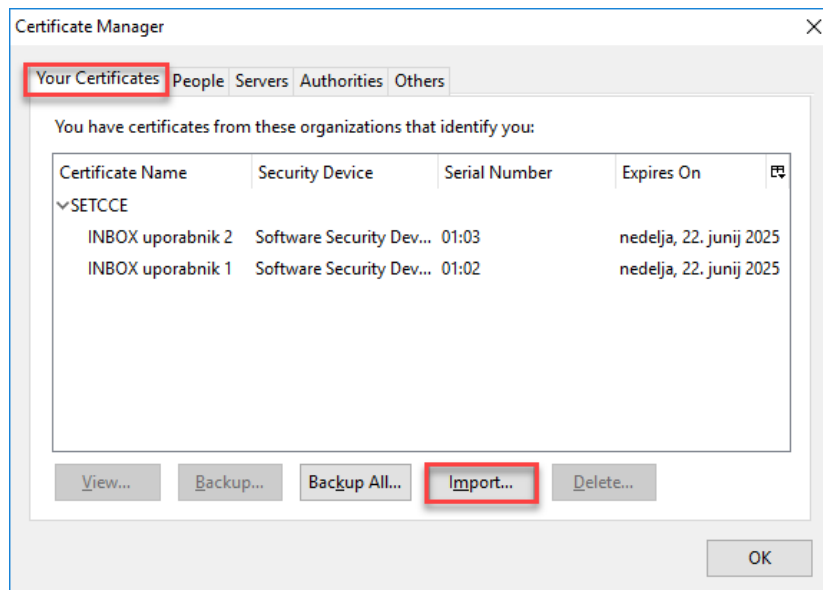 Certificate Manager
Your Certificates People Servers Authorities Others
You have certificates from these organizations that identify you:
Certificate Name Security Device Serial Number Expires On
SETCCE
INBOX uporabnik 2 Software Security Dev... 01:03 nedelja, 22. junij 2025
INBOX uporabnik 1 Software Security Dev... 01:02 nedelja, 22. junij 2025
View... Backup... Backup All... Import... Delete...
OK